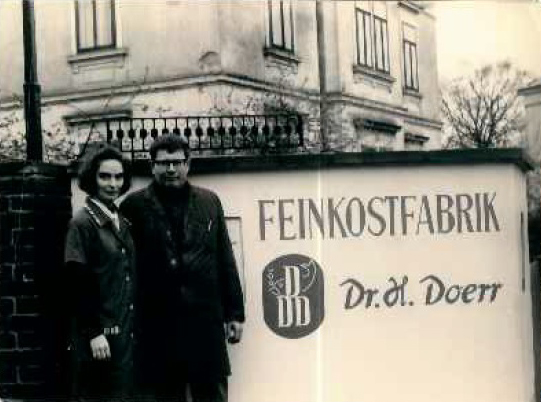 FEINKOSTFABRIK
D
DD
Dr. H. Doerr